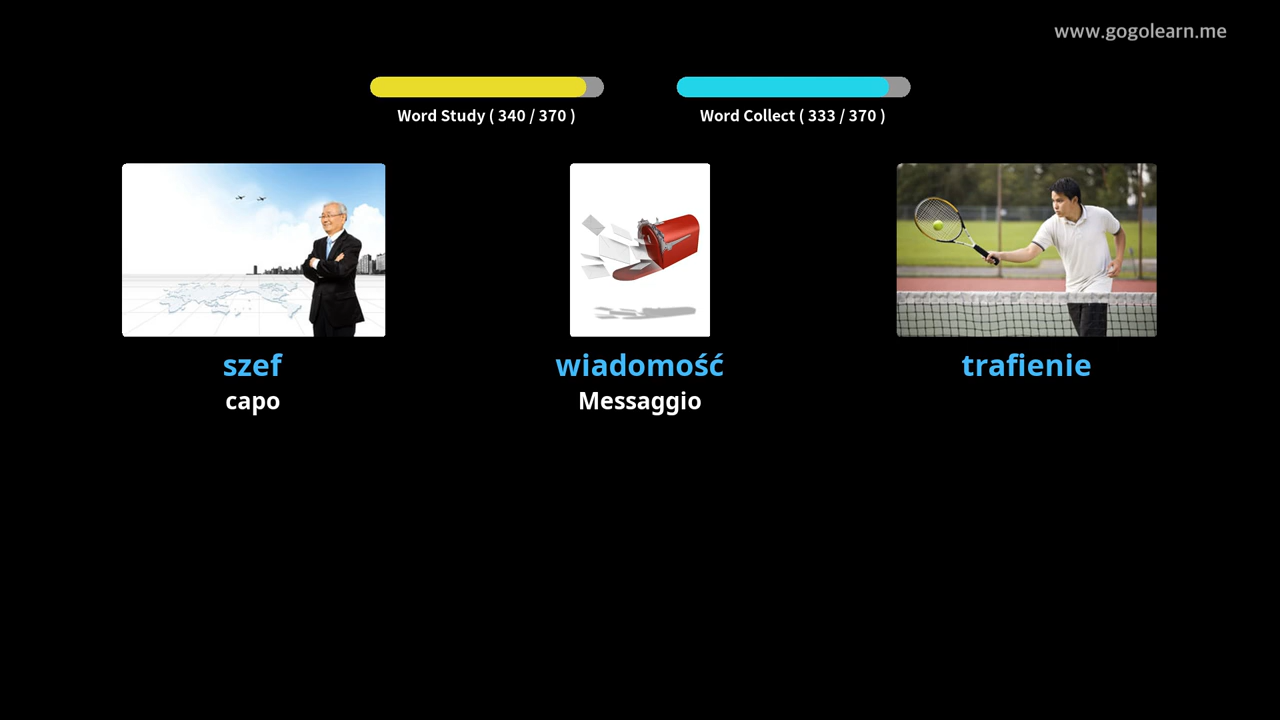 www.gogolearn.me
Word Study ( 340 / 370 )
Word Collect ( 333 / 370 )
szef
wiadomość
trafienie
capo
Messaggio